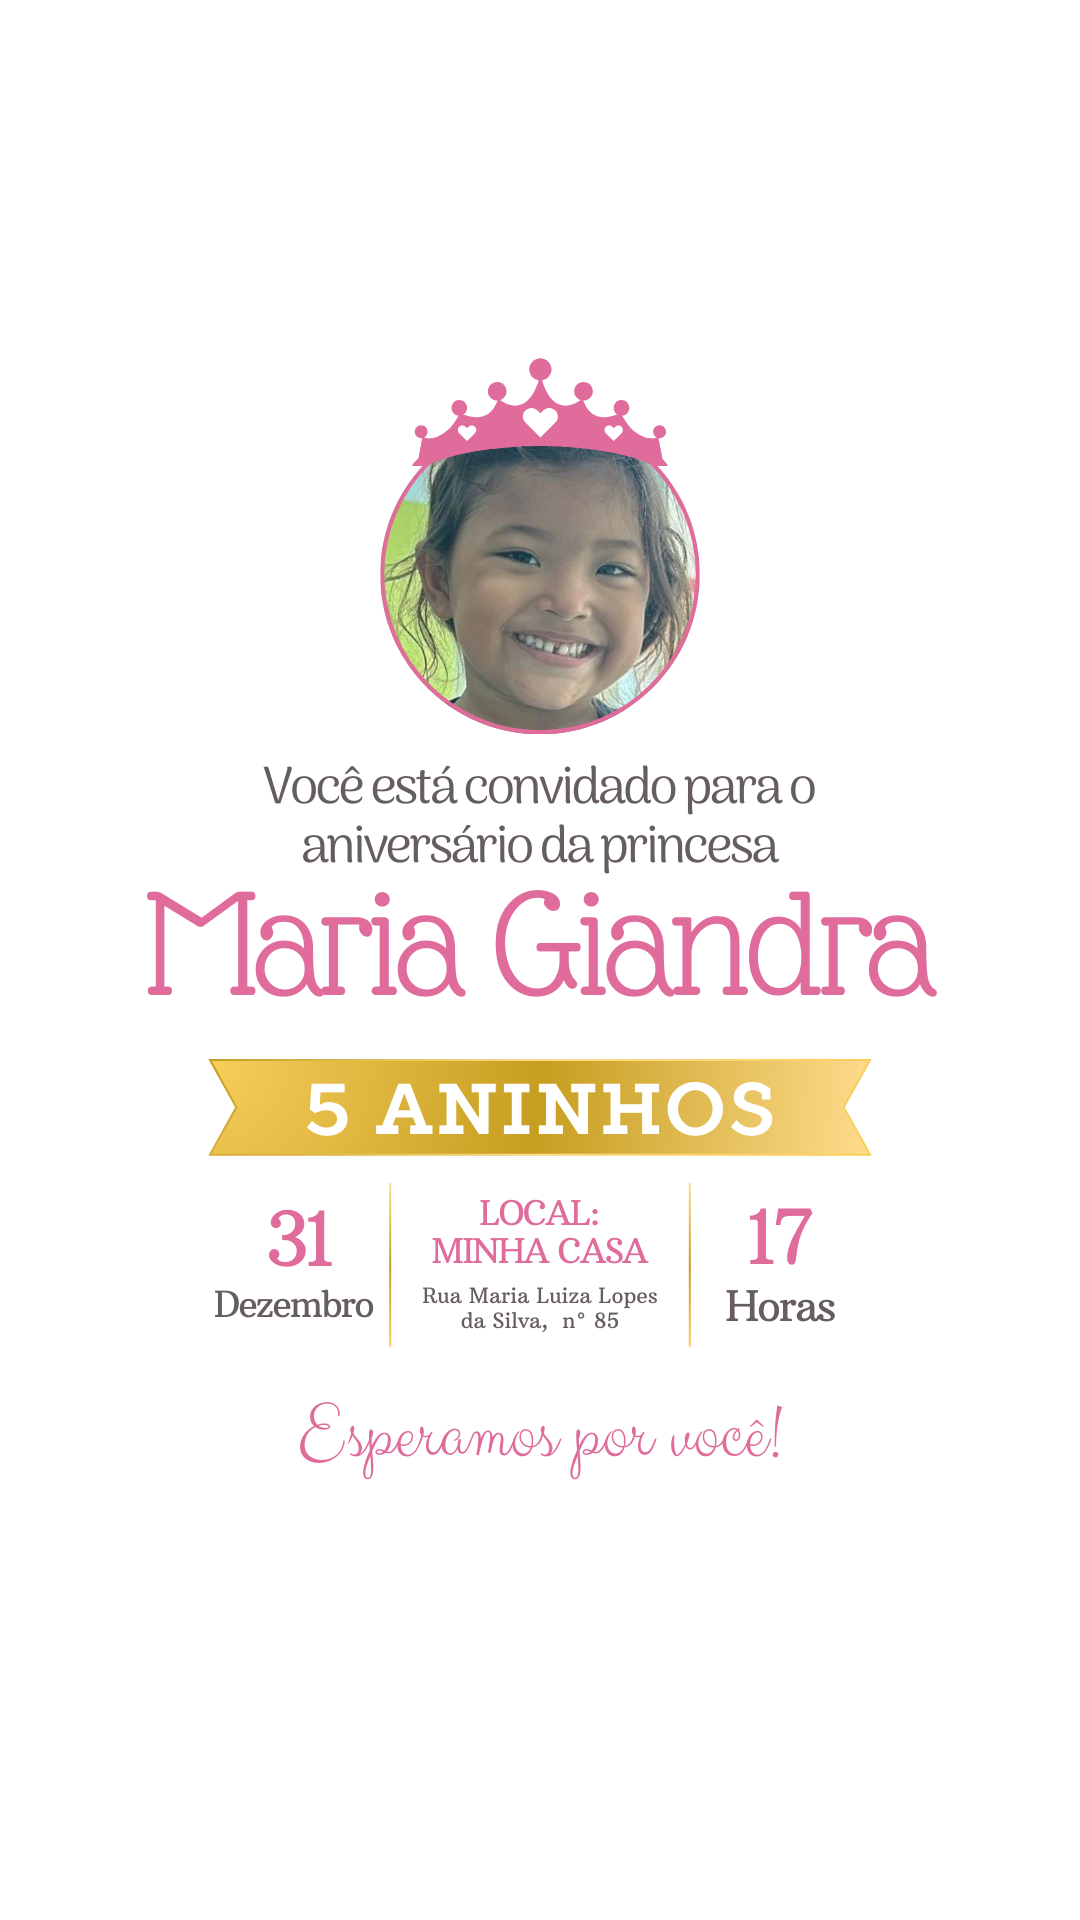 Você está convidado para o
aniversário da princesa
Maria Giandra
5 ANINHOS
31
Dezembro
LOCAL:
MINHA CASA
Rua Maria Luiza Lopes
da Silva,  n° 85
17
Horas
Esperamos por você!